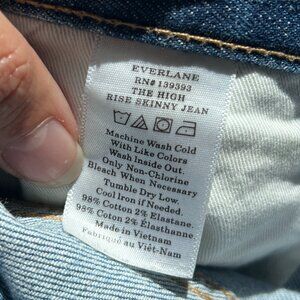 EVERLANE
RN# 139393
THE HIGH
RISE SKINNY JEAN
Machine Wash Cold
With Like Colors
Wash Inside Out.
Only Non-Chlorine
Bleach When Necessary
Tumble Dry Low.
Cool Iron if Needed.
98% Cotton 2% Elastane.
98% Coton 2% Élasthanne.
Made in Vietnam
Fabriqué au Viêt-Nam